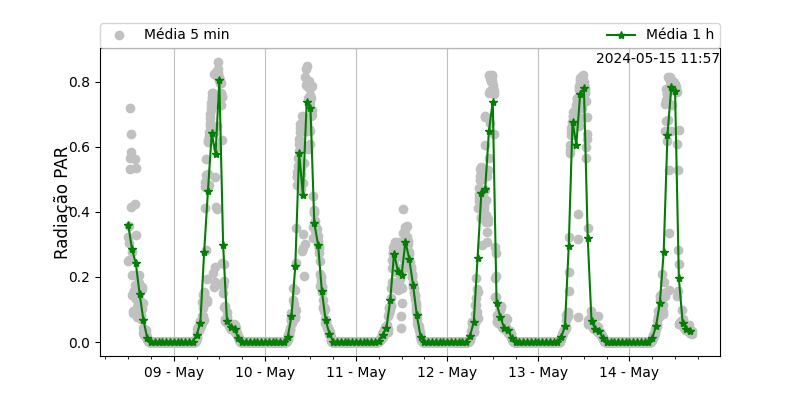 Média 5 min
Média 1 h
2024-05-15 11:57
Radiação PAR
0.8
0.6
0.4
0.2
0.0
09 - May
10 - May
11 - May
12 - May
13 - May
14 - May